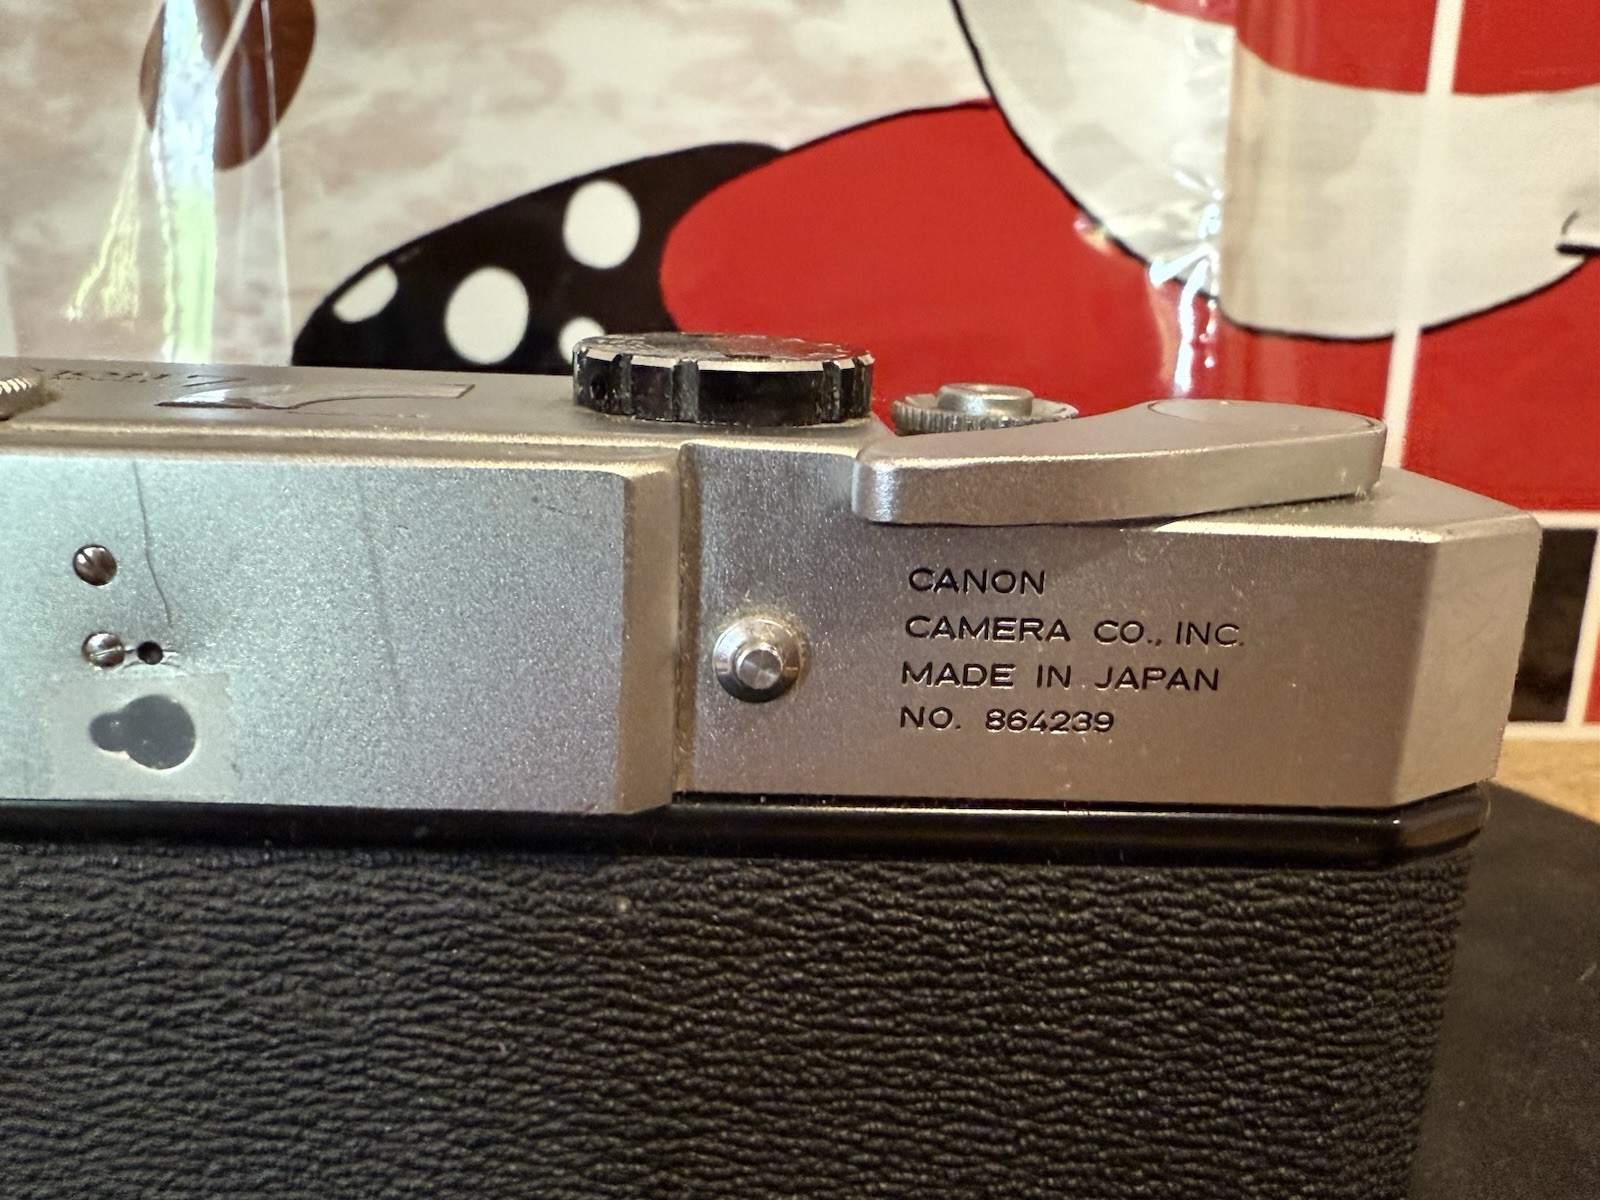 CANON
CAMERA CO., INC.
MADE IN JAPAN
NO. 864239